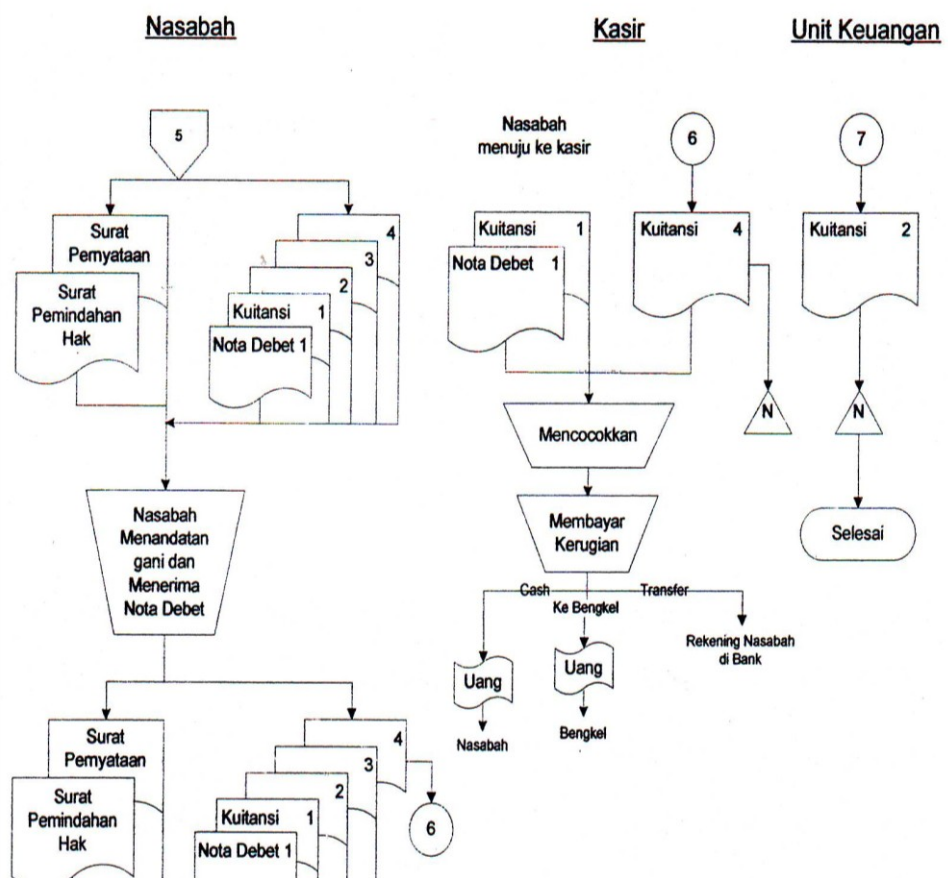 Nasabah
Kasir
Unit Keuangan
5
Surat
Pernyataan
Surat
Pemindahan
Hak
4
3
2
Kuitansi 1
Nota Debet 1
Nasabah
Menandatan
gani dan
Menerima
Nota Debet
Surat
Pernyataan
Surat
Pemindahan
Hak
4
3
2
Kuitansi 1
Nota Debet 1
6
Nasabah
menuju ke kasir
6
Kuitansi 1
Nota Debet 1
Kuitansi 4
N
Mencocokkan
Membayar
Kerugian
Cash
Ke Bengkel
Transfer
Uang
Nasabah
Uang
Bengkel
Rekening Nasabah
di Bank
7
Kuitansi 2
N
Selesai